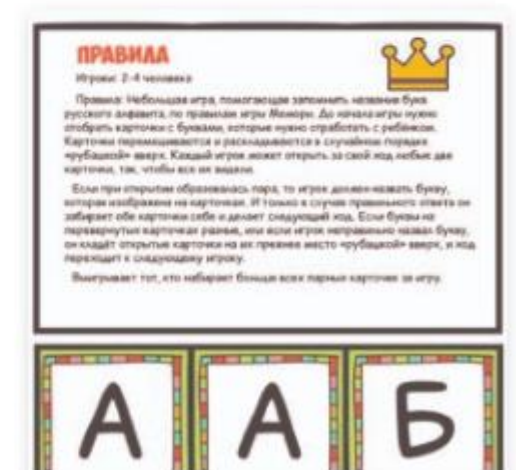 ПРАВИЛА
Игроки: 2-4 человека
Правила: Небольшая игра, помогающая запомнить название букв
русского алфавита, по правилам игры Мемори. До начала игры нужно
отобрать карточки с буквами, которые нужно отработать с ребёнком.
Карточки перемешиваются и раскладываются в случайном порядке
«рубашкой» вверх. Каждый игрок может открыть за свой ход любые две
карточки, так, чтобы все их видели.
Если при открытии образовалась пара, то игрок должен назвать букву,
которая изображена на карточках. И только в случае правильного ответа он
забирает обе карточки себе и делает следующий ход. Если буквы на
перевернутых карточках разные, или если игрок неправильно назвал букву,
он кладёт открытые карточки на их прежнее место «рубашкой» вверх, и ход
переходит к следующему игроку.
Выигрывает тот, кто набирает больше всех парных карточек за игру.
А А Б